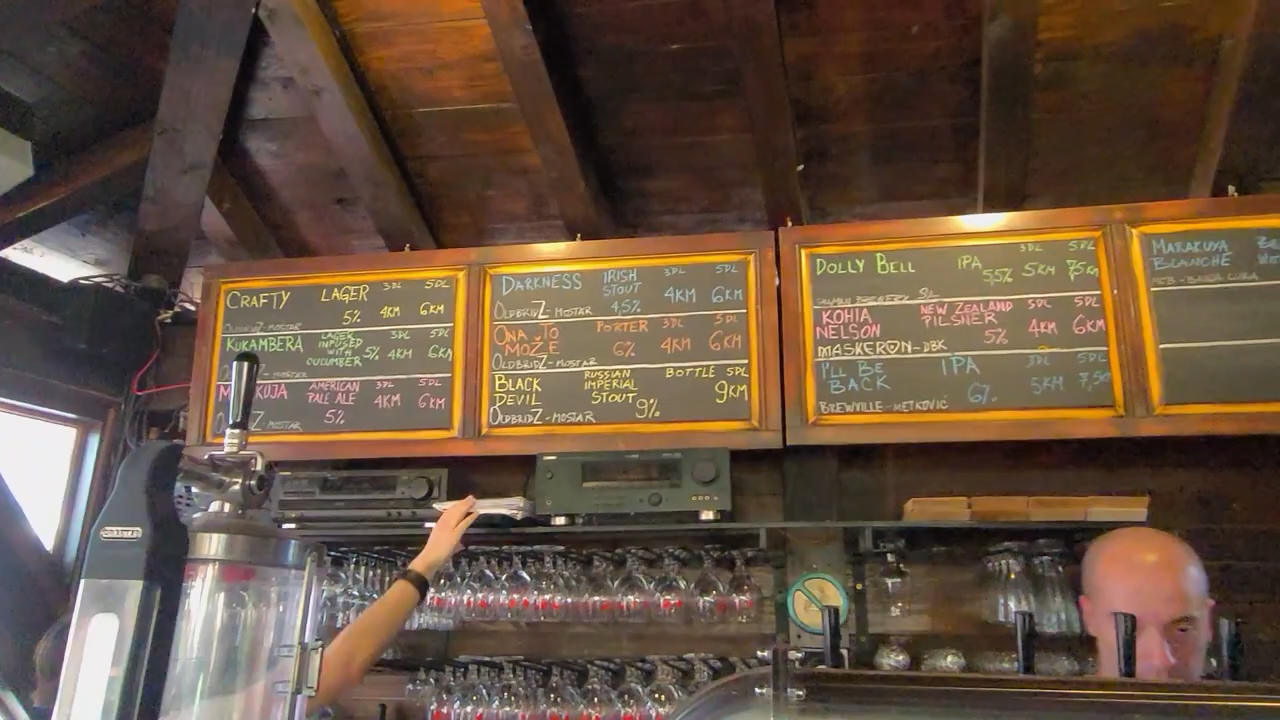 CRAFTY LAGER 3DL 5DL
5% 4KM 6KM
OLDBRIDZ-MOSTAR
KUKAMBERA LAGER INFUSED WITH CUCUMBER 5% 3DL 5DL
4KM 6KM
AMERICAN PALE ALE 3DL 5DL
5% 4KM 6KM
-MOSTAR
DARKNESS IRISH STOUT 3DL 5DL
4,5% 4KM 6KM
OLDBRIDZ-MOSTAR
ONA JO MOŽE PORTER 3DL 5DL
6% 4KM 6KM
OLDBRIDZ-MOSTAR
BLACK DEVIL RUSSIAN IMPERIAL STOUT BOTTLE 5DL
9% 9KM
OLDBRIDZ-MOSTAR
DOLLY BELL IPA 3DL 5DL
5,5% 5KM 7,5KM
KOHIA NELSON NEW ZEALAND PILSNER 3DL 5DL
5% 4KM 6KM
MASKERON-DBK
I'LL BE BACK IPA 3DL 5DL
6% 5KM 7,5KM
BREWVILLE-METKOVIĆ
MARAKUYA BLANCHE